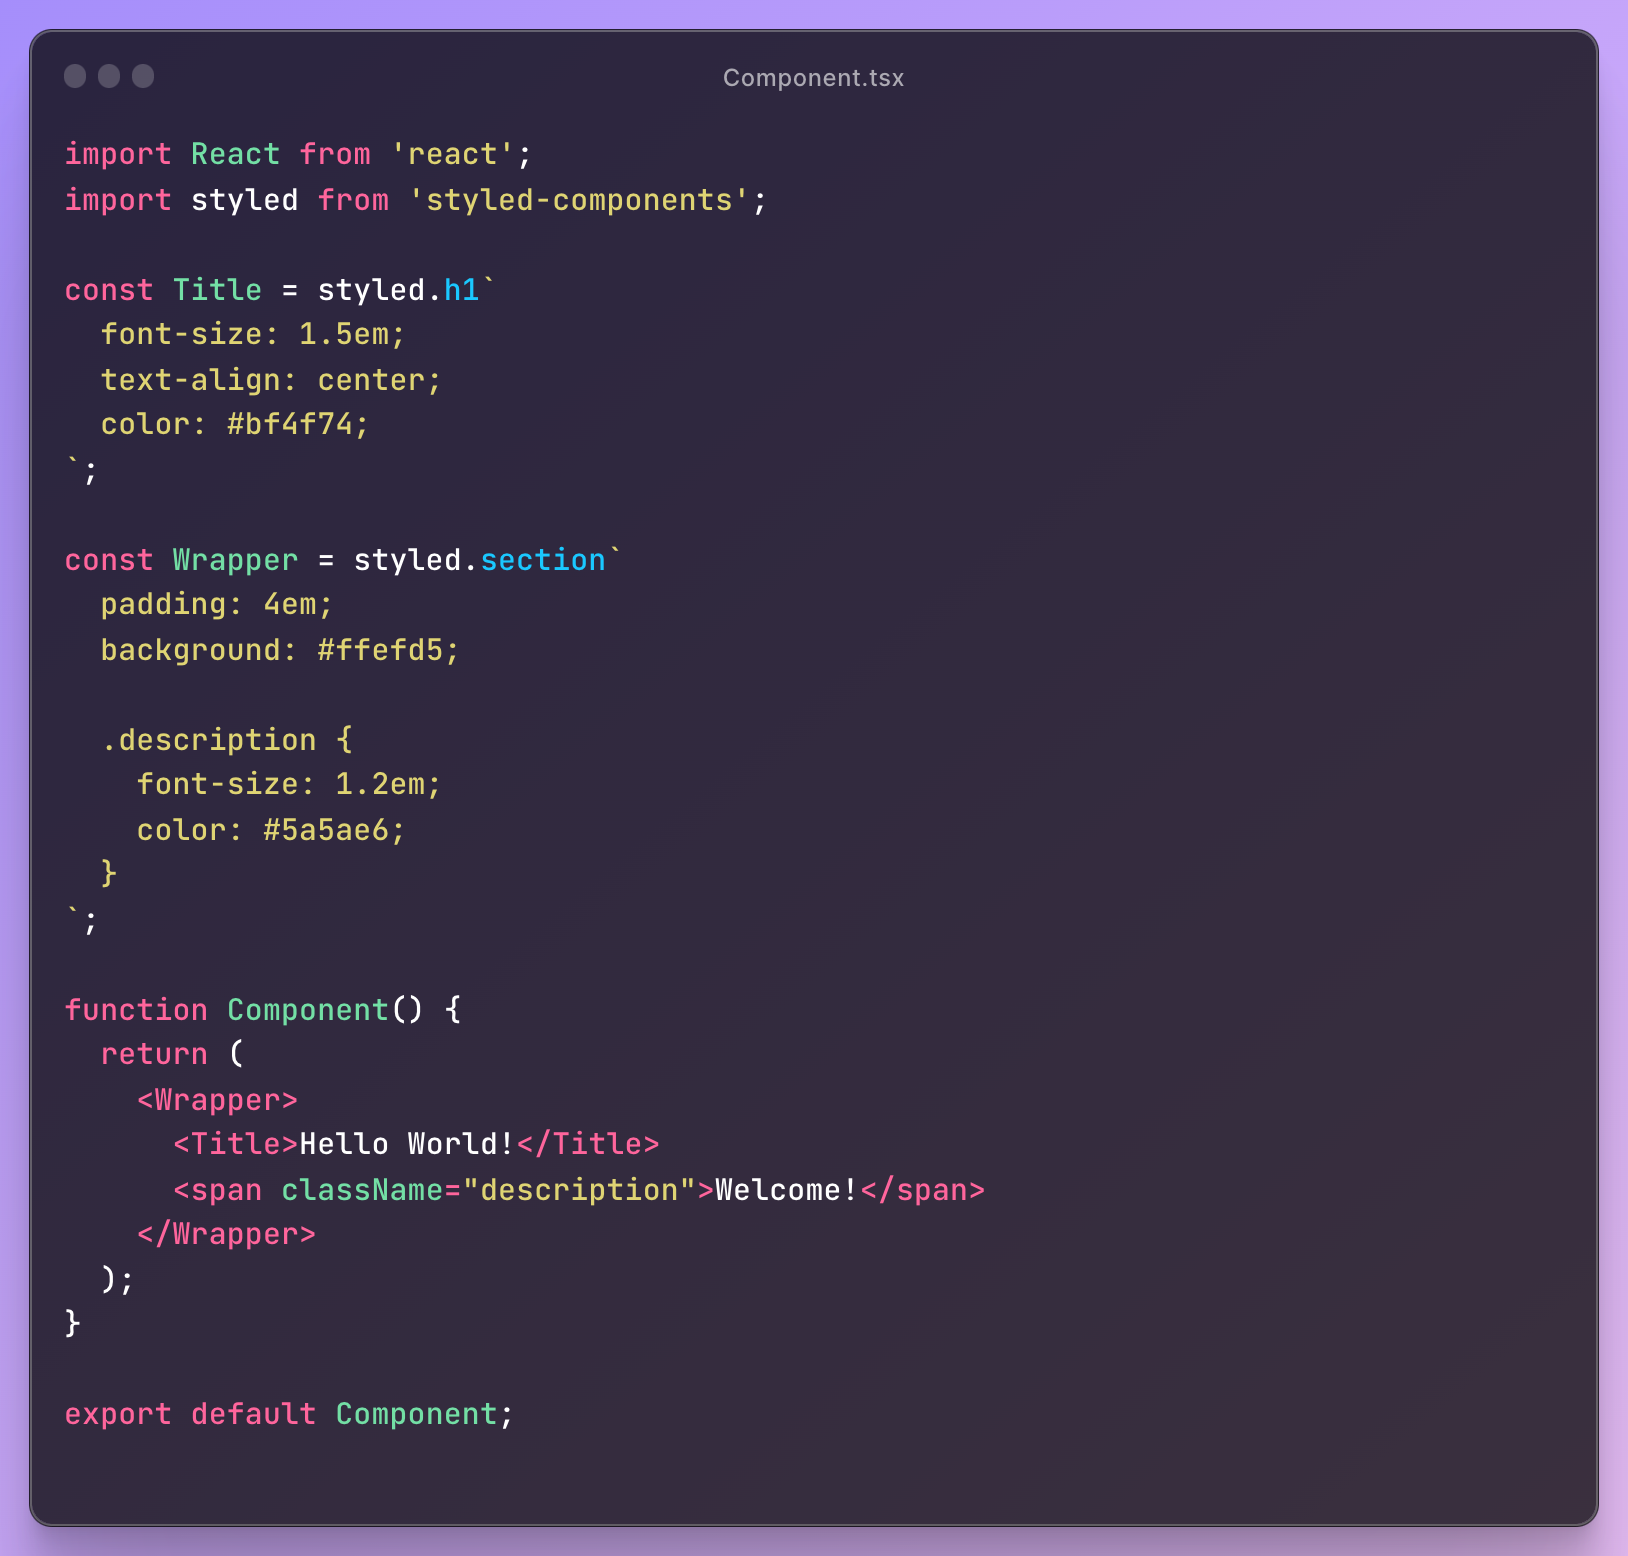 Component.tsx
import React from 'react';
import styled from 'styled-components';

const Title = styled.h1`
  font-size: 1.5em;
  text-align: center;
  color: #bf4f74;
`;

const Wrapper = styled.section`
  padding: 4em;
  background: #ffefd5;

  .description {
    font-size: 1.2em;
    color: #5a5ae6;
  }
`;

function Component() {
  return (
    <Wrapper>
      <Title>Hello World!</Title>
      <span className="description">Welcome!</span>
    </Wrapper>
  );
}

export default Component;